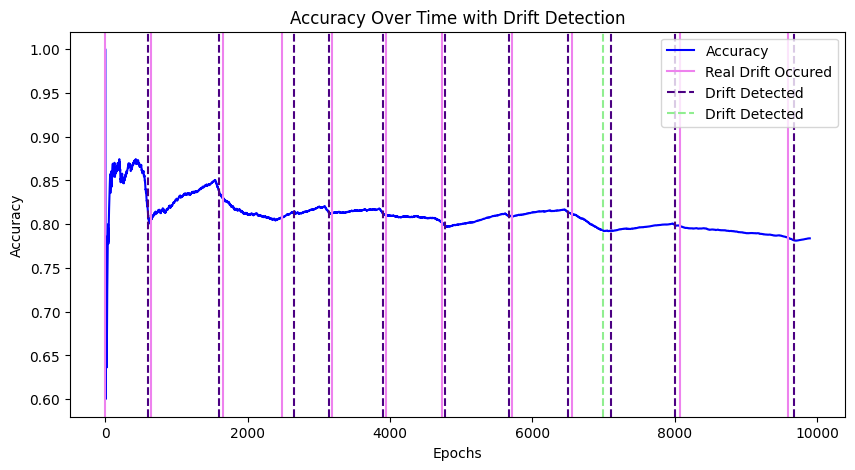 Accuracy Over Time with Drift Detection
1.00
0.95
0.90
0.85
0.80
0.75
0.70
0.65
0.60
Accuracy
Accuracy
Real Drift Occured
Drift Detected
Drift Detected
0
2000
4000
6000
8000
10000
Epochs